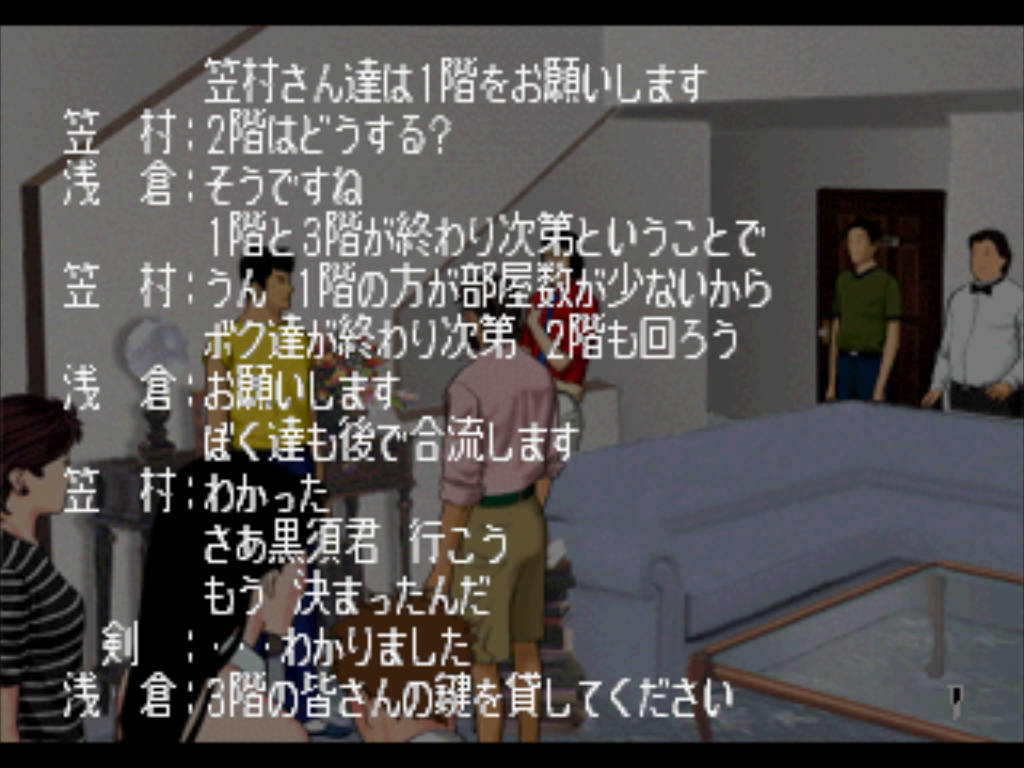 笠村さん達は1階をお願いします
笠　村：2階はどうする？
浅　倉：そうですね
1階と3階が終わり次第ということで
笠　村：うん　1階の方が部屋数が少ないから
ボク達が終わり次第　2階も回ろう
浅　倉：お願いします
ぼく達も後で合流します
笠　村：わかった
さあ黒須君　行こう
もう　決まったんだ
剣　：・・・わかりました
浅　倉：3階の皆さんの鍵を貸してください